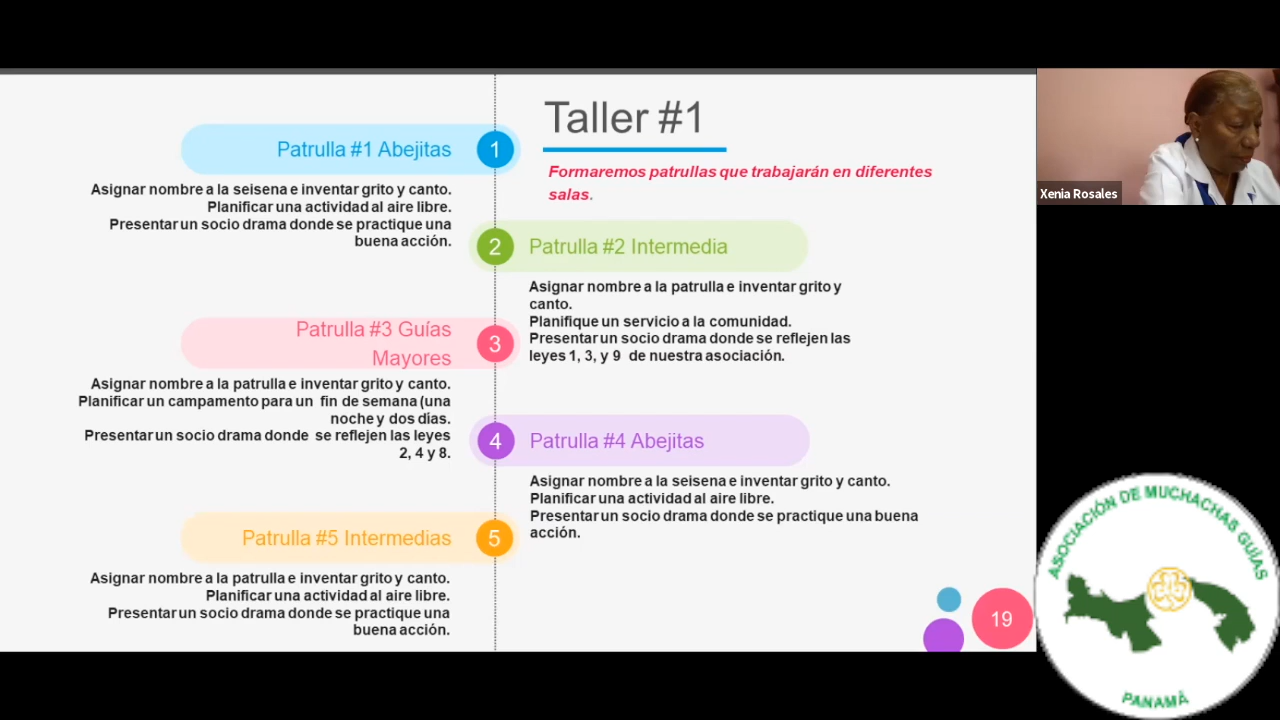 Taller #1
Formaremos patrullas que trabajarán en diferentes
salas.
Patrulla #1 Abejitas
1
Asignar nombre a la seisena e inventar grito y canto.
Planificar una actividad al aire libre.
Presentar un socio drama donde se practique una
buena acción.
2
Patrulla #2 Intermedia
Asignar nombre a la patrulla e inventar grito y
canto.
Planifique un servicio a la comunidad.
Presentar un socio drama donde se reflejen las
leyes 1, 3, y 9 de nuestra asociación.
Patrulla #3 Guías
Mayores
3
Asignar nombre a la patrulla e inventar grito y canto.
Planificar un campamento para un fin de semana (una
noche y dos días.
Presentar un socio drama donde se reflejen las leyes
2, 4 y 8.
4
Patrulla #4 Abejitas
Asignar nombre a la seisena e inventar grito y canto.
Planificar una actividad al aire libre.
Presentar un socio drama donde se practique una buena
acción.
Patrulla #5 Intermedias
5
Asignar nombre a la patrulla e inventar grito y canto.
Planificar una actividad al aire libre.
Presentar un socio drama donde se practique una
buena acción.
19
Xenia Rosales
ASOCIACIÓN DE MUCHACHAS GUÍAS
PANAMÁ